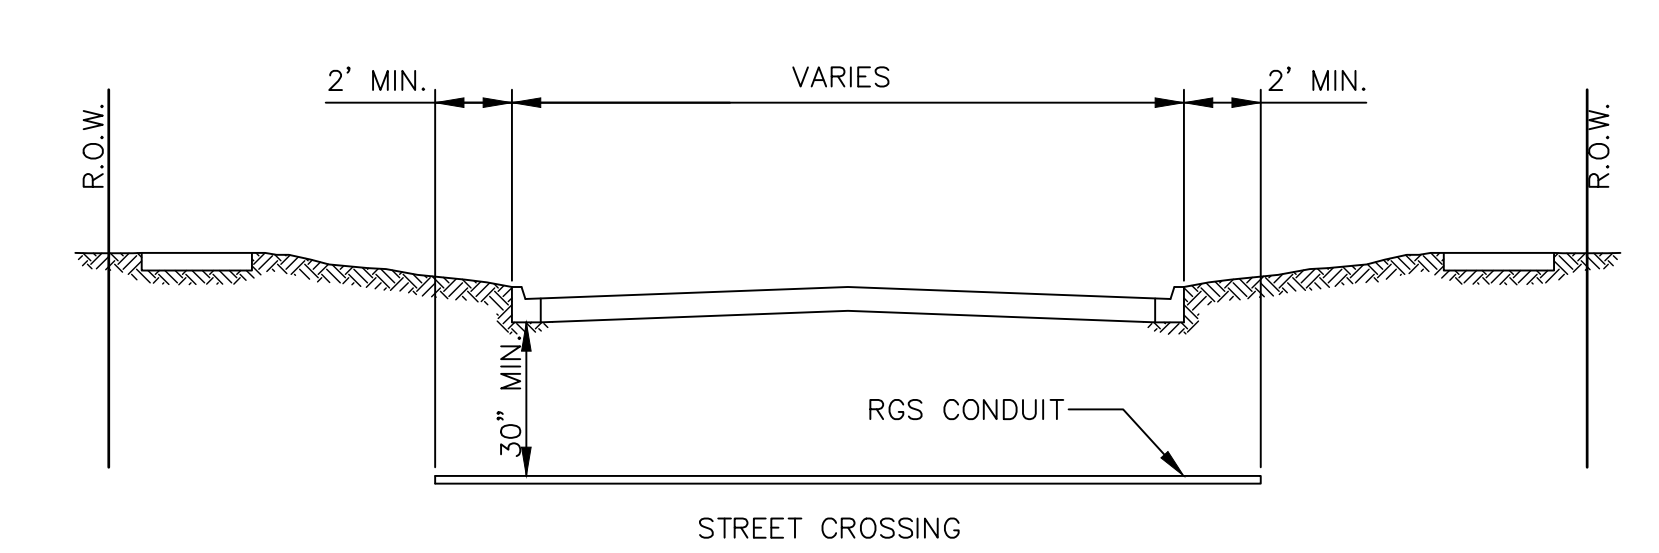 2' MIN.
VARIES
2' MIN.
R.O.W.
R.O.W.
30" MIN.
RGS CONDUIT
STREET CROSSING